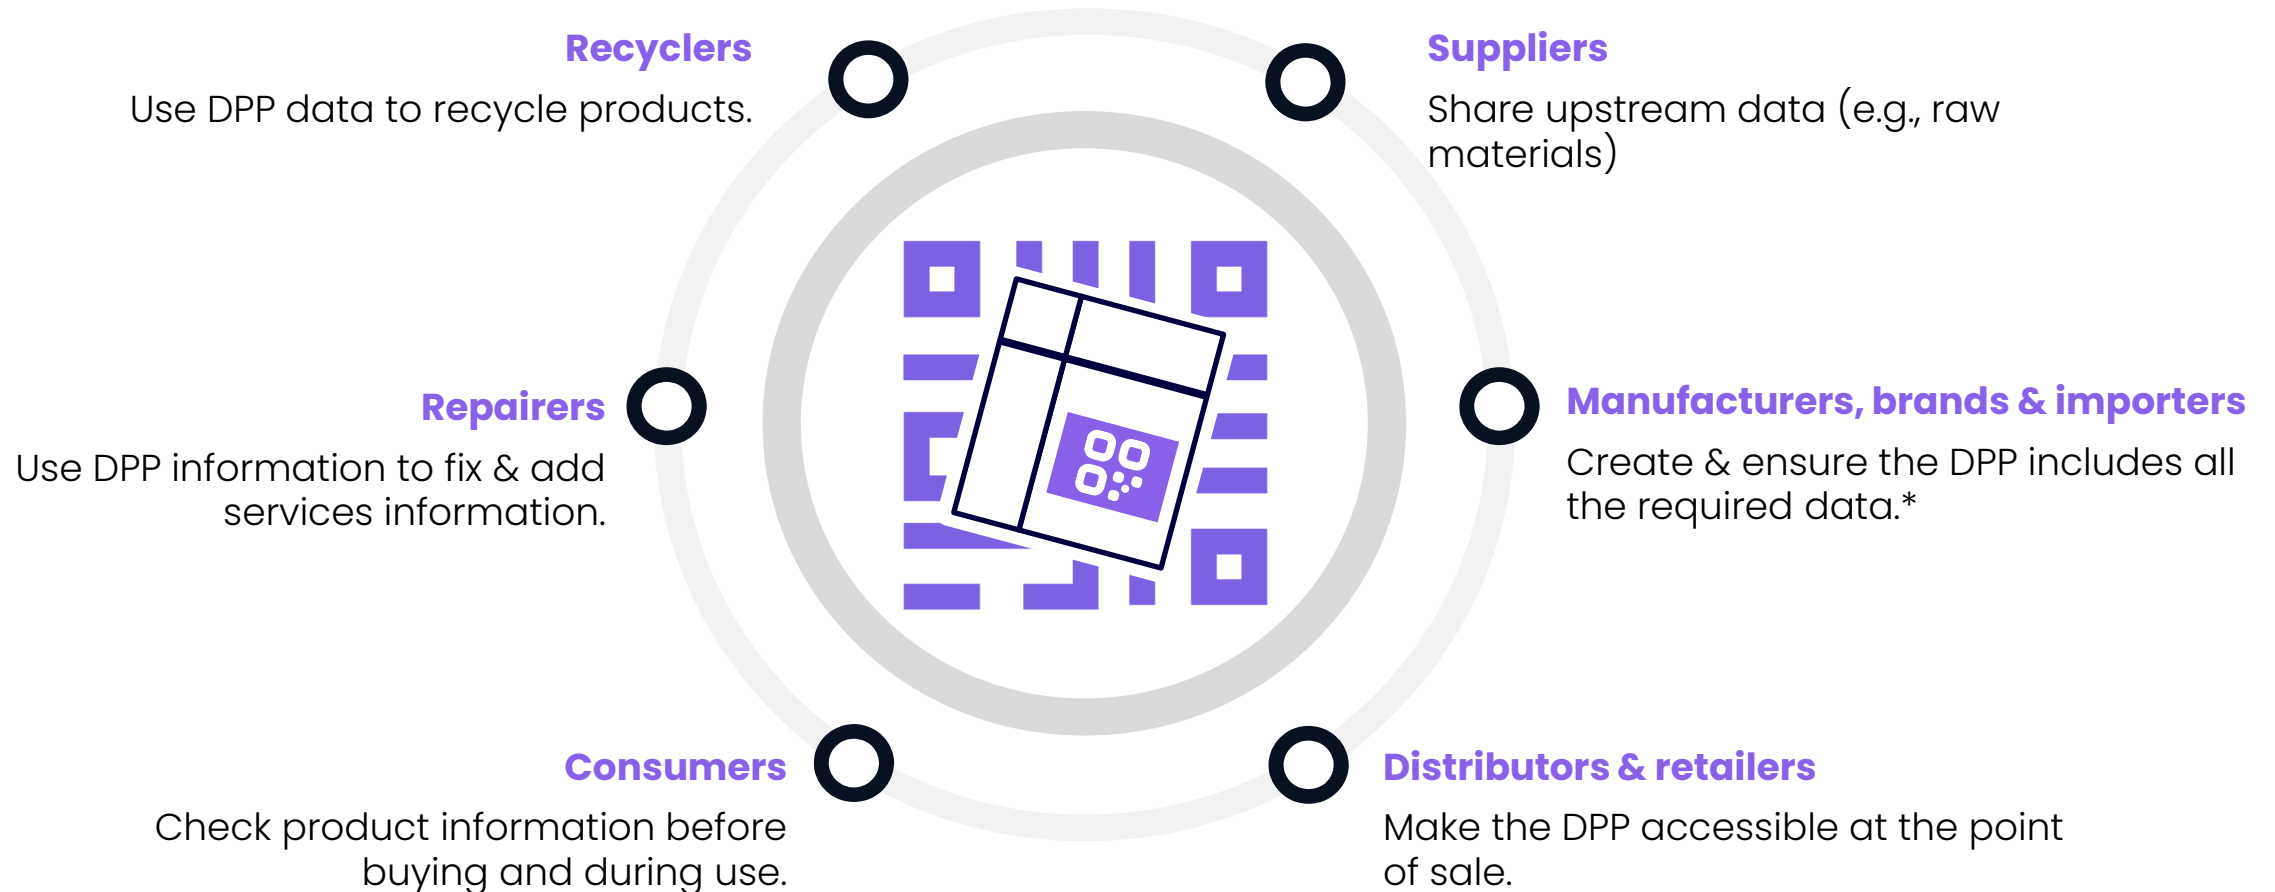 Recyclers
Use DPP data to recycle products.
Suppliers
Share upstream data (e.g., raw
materials)
Repairers
Use DPP information to fix & add
services information.
Manufacturers, brands & importers
Create & ensure the DPP includes all
the required data.*
Consumers
Check product information before
buying and during use.
Distributors & retailers
Make the DPP accessible at the point
of sale.